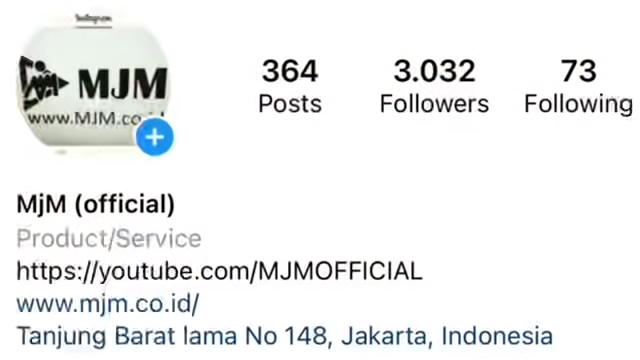 Instagram
MJM
www.MJM.co.id
364 3.032 73
Posts Followers Following
MjM (official)
Product/Service
https://youtube.com/MJMOFFICIAL
www.mjm.co.id/
Tanjung Barat lama No 148, Jakarta, Indonesia